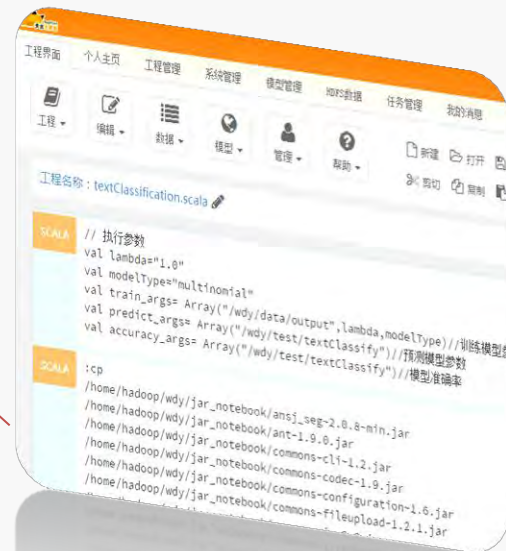 工程界面 个人主页 工程管理 系统管理 模型管理 HDFS数据 任务管理 我的消息
工程 编辑 数据 模型 管理 帮助 新建 打开
剪切 复制
工程名称：textClassification.scala
SCALA // 执行参数
val lambda="1.0"
val modelType="multinomial"
val train_args= Array("/wdy/data/output",lambda,modelType)//训练模型
val predict_args= Array("/wdy/test/textClassify")//预测模型参数
val accuracy_args= Array("/wdy/test/textClassify")//模型准确率
SCALA :cp
/home/hadoop/wdy/jar_notebook/ansj_seg-2.0.8-min.jar
/home/hadoop/wdy/jar_notebook/ant-1.9.0.jar
/home/hadoop/wdy/jar_notebook/commons-cli-1.2.jar
/home/hadoop/wdy/jar_notebook/commons-codec-1.9.jar
/home/hadoop/wdy/jar_notebook/commons-configuration-1.6.jar
/home/hadoop/wdy/jar_notebook/commons-fileupload-1.2.1.jar